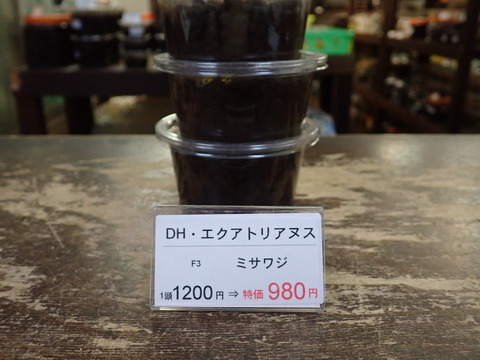 DH・エクアトリアヌス
F3 ミサワジ
1頭1200円 ⇒ 特価 980円